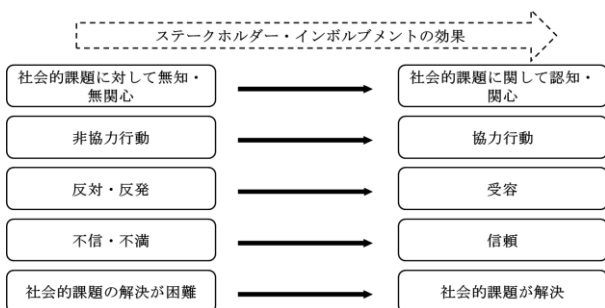 ステークホルダー・インボルブメントの効果
社会的課題に対して無知・
無関心
社会的課題に関して認知・
関心
非協力行動
協力行動
反対・反発
受容
不信・不満
信頼
社会的課題の解決が困難
社会的課題が解決